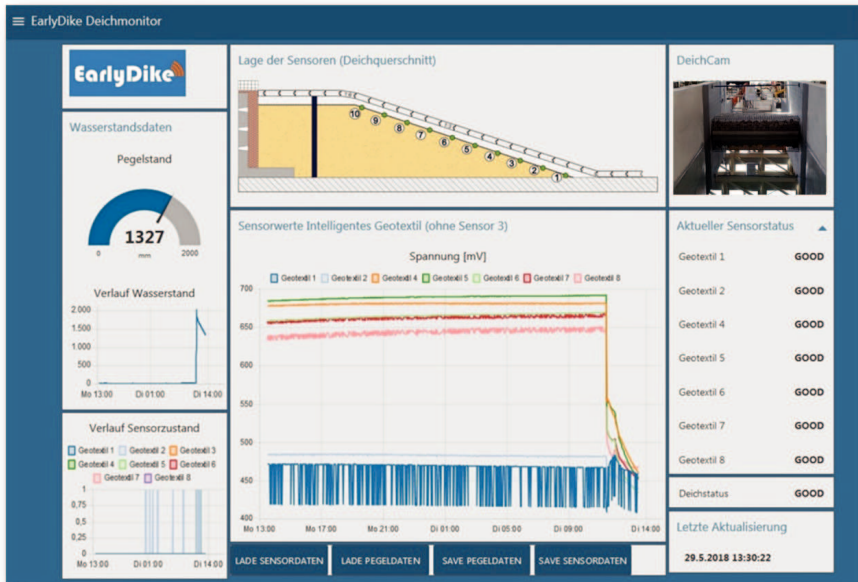 EarlyDike Deichmonitor
EarlyDike
Wasserstandsdaten
Pegelstand
1327
0 mm 2000
Verlauf Wasserstand
2.000
1.500
1.000
500
0
Mo 13:00 Di 01:00 Di 14:00
Verlauf Sensorzustand
Geotextil 1 Geotextil 2 Geotextil 3
Geotextil 4 Geotextil 5 Geotextil 6
Geotextil 7 Geotextil 8
1
0,75
0,5
0,25
0
Mo 13:00 Di 01:00 Di 14:00
Lage der Sensoren (Deichquerschnitt)
10 9 8 7 6 5 4 3 2 1
Sensorwerte Intelligentes Geotextil (ohne Sensor 3)
Spannung [mV]
Geotextil 1 Geotextil 2 Geotextil 4 Geotextil 5 Geotextil 6 Geotextil 7 Geotextil 8
700
650
600
550
500
450
400
Mo 13:00 Mo 17:00 Mo 21:00 Di 01:00 Di 05:00 Di 09:00 Di 14:00
LADE SENSORDATEN LADE PEGELDATEN SAVE PEGELDATEN SAVE SENSORDATEN
DeichCam
Aktueller Sensorstatus
Geotextil 1 GOOD
Geotextil 2 GOOD
Geotextil 4 GOOD
Geotextil 5 GOOD
Geotextil 6 GOOD
Geotextil 7 GOOD
Geotextil 8 GOOD
Deichstatus GOOD
Letzte Aktualisierung
29.5.2018 13:30:22